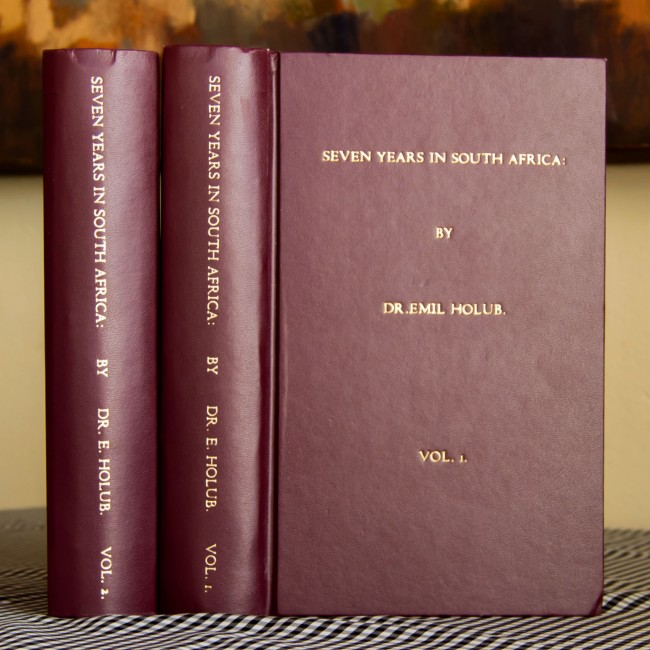 SEVEN YEARS IN SOUTH AFRICA: BY DR. E. HOLUB. VOL. 2.
SEVEN YEARS IN SOUTH AFRICA: BY DR. E. HOLUB. VOL. 1.
SEVEN YEARS IN SOUTH AFRICA:
BY
DR.EMIL HOLUB.
VOL. 1.